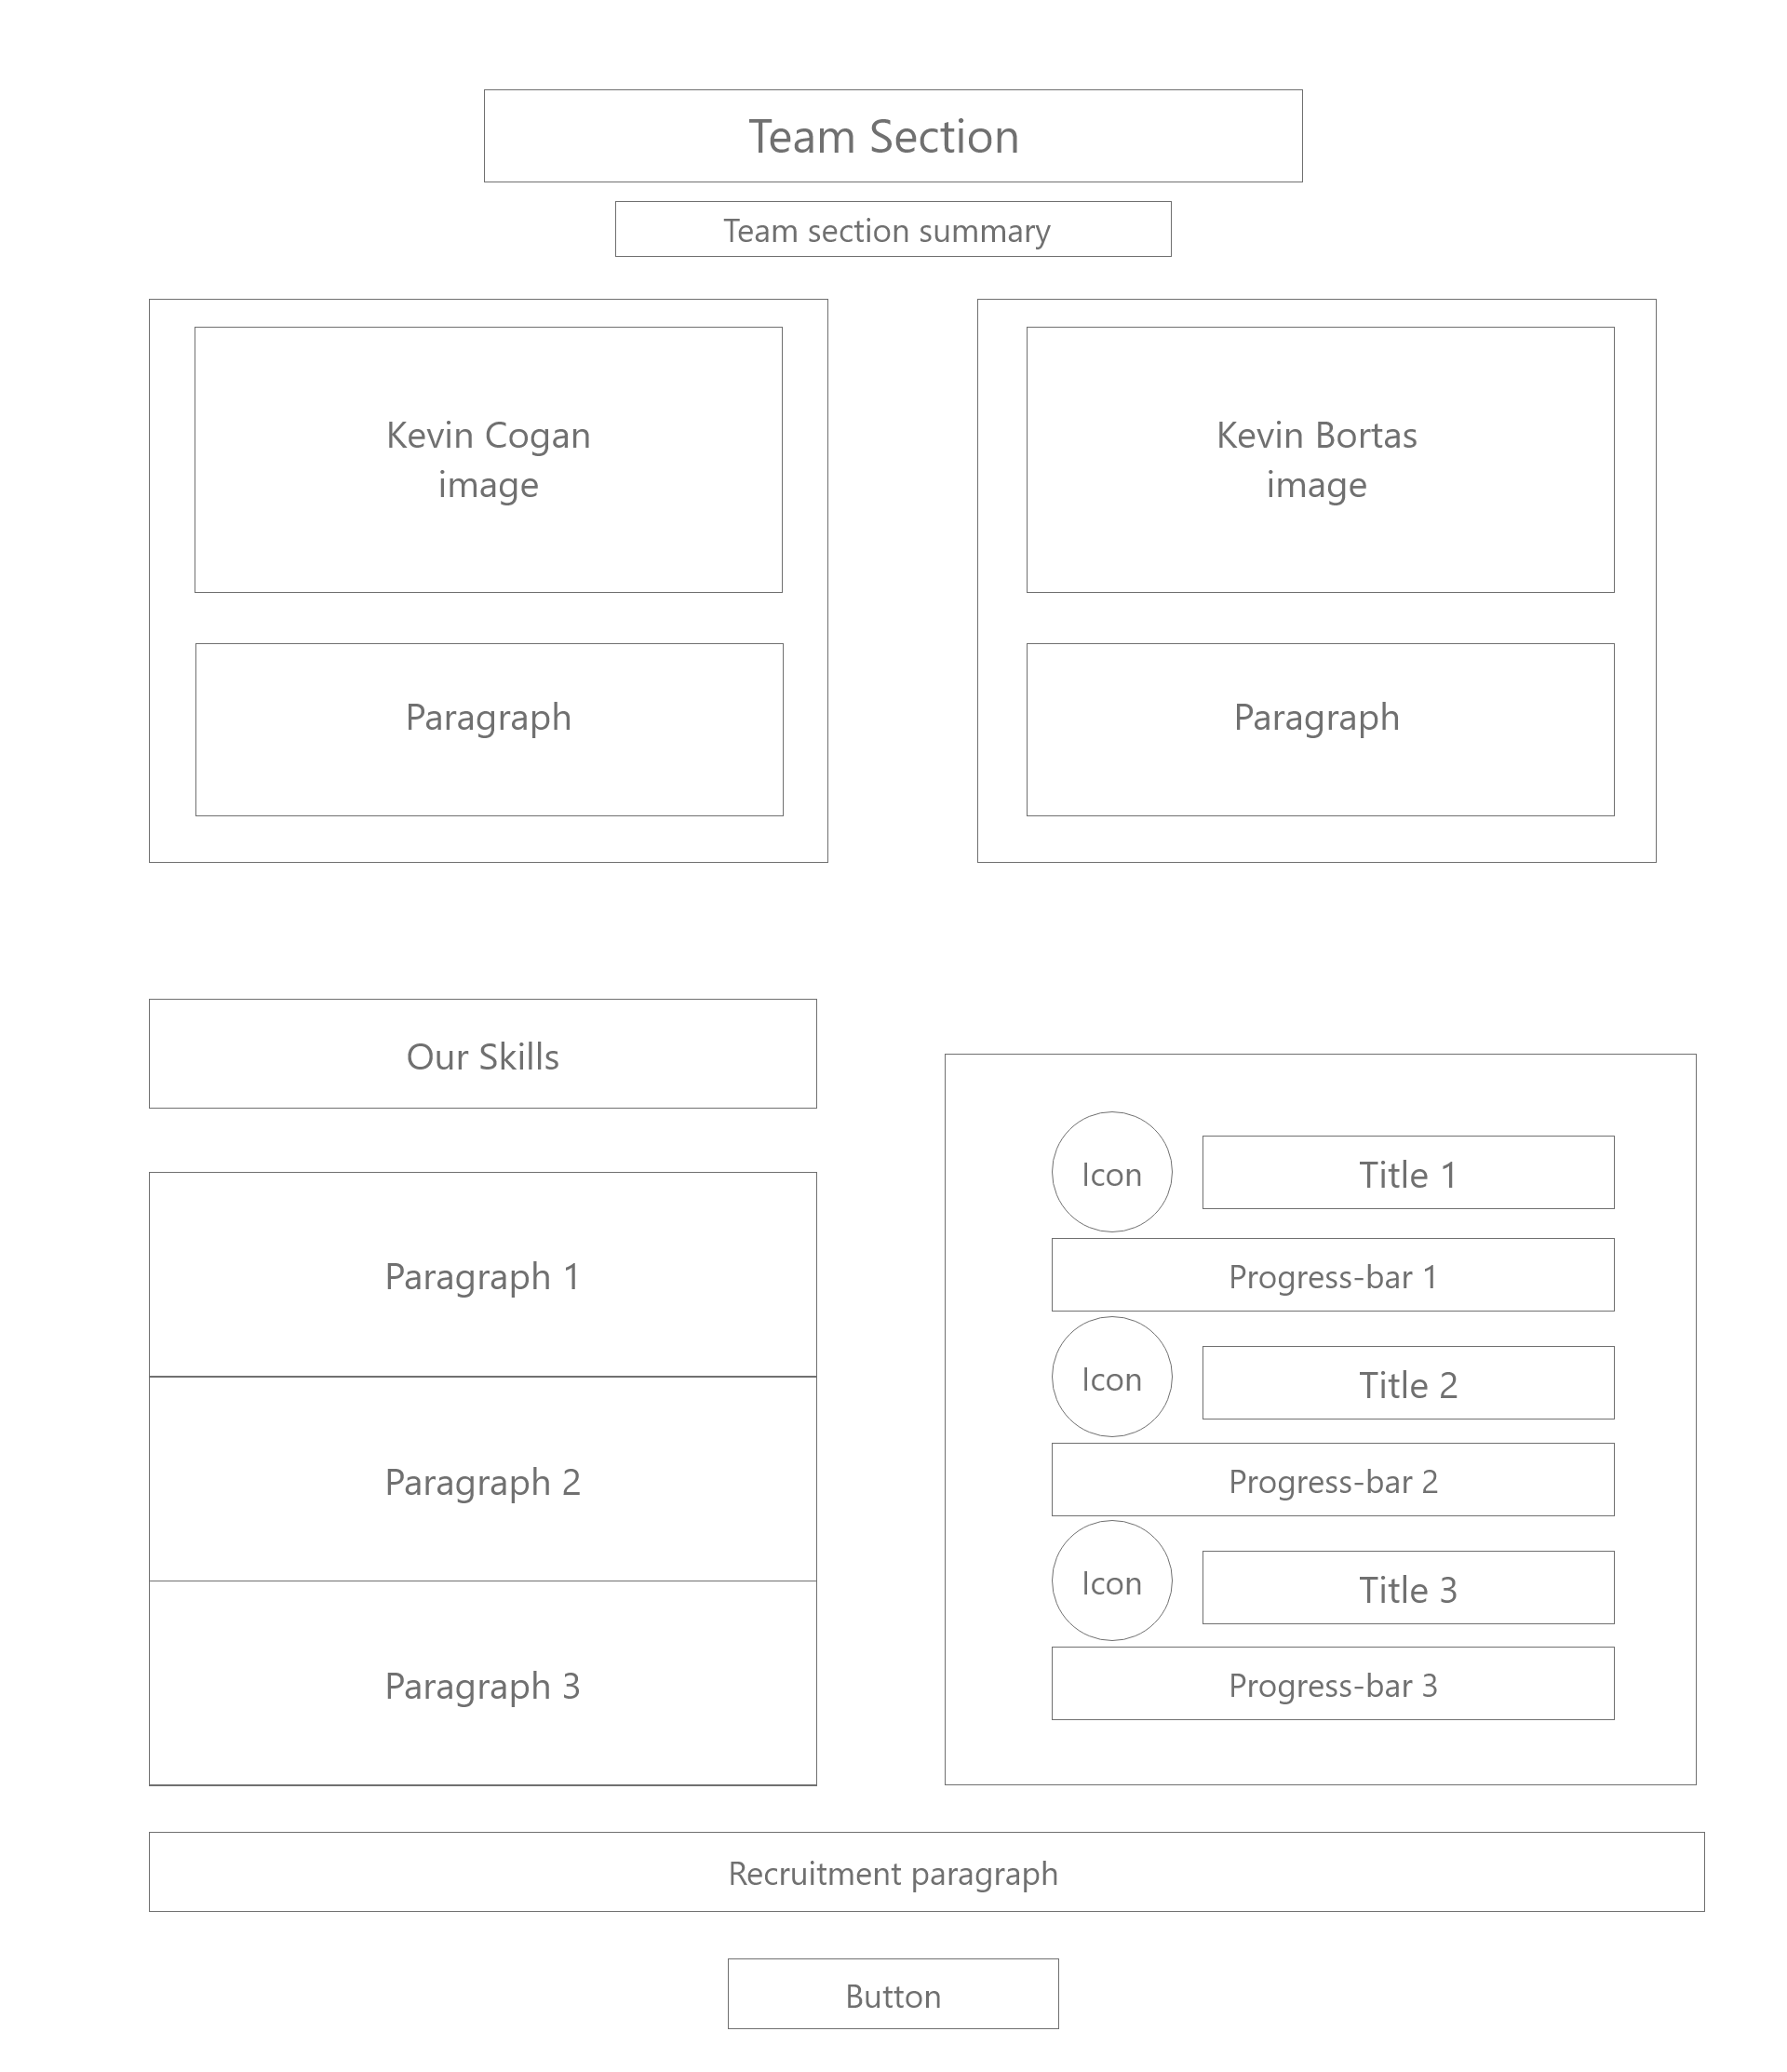 Team Section
Team section summary
Kevin Cogan
image
Paragraph
Kevin Bortas
image
Paragraph
Our Skills
Paragraph 1
Paragraph 2
Paragraph 3
Icon
Title 1
Progress-bar 1
Icon
Title 2
Progress-bar 2
Icon
Title 3
Progress-bar 3
Recruitment paragraph
Button